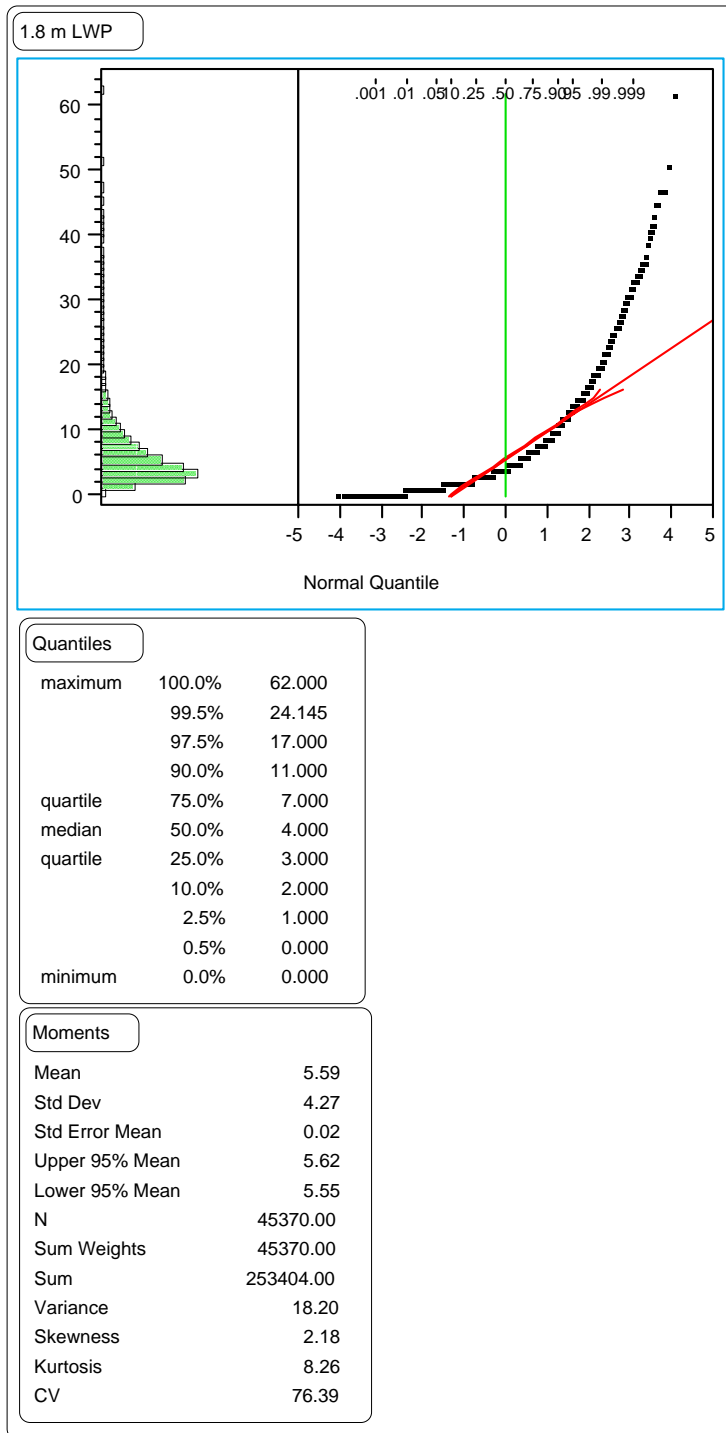 1.8 m LWP
.001 .01 .05 .10 .25 .50 .75 .90 .95 .99 .999
60
50
40
30
20
10
0
-5 -4 -3 -2 -1 0 1 2 3 4 5
Normal Quantile
Quantiles
maximum 100.0% 62.000
99.5% 24.145
97.5% 17.000
90.0% 11.000
quartile 75.0% 7.000
median 50.0% 4.000
quartile 25.0% 3.000
10.0% 2.000
2.5% 1.000
0.5% 0.000
minimum 0.0% 0.000
Moments
Mean 5.59
Std Dev 4.27
Std Error Mean 0.02
Upper 95% Mean 5.62
Lower 95% Mean 5.55
N 45370.00
Sum Weights 45370.00
Sum 253404.00
Variance 18.20
Skewness 2.18
Kurtosis 8.26
CV 76.39